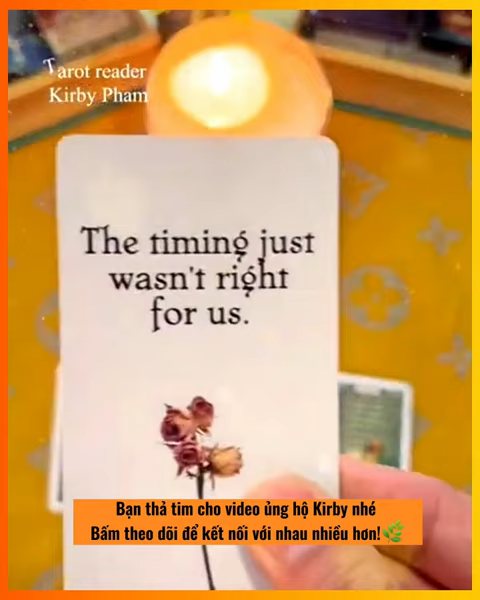 Tarot reader
Kirby Pham
The timing just
wasn't right
for us.
Bạn thả tim cho video ủng hộ Kirby nhé
Bấm theo dõi để kết nối với nhau nhiều hơn!🌿